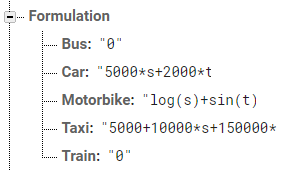 Formulation
Bus: "0"
Car: "5000*s+2000*t
Motorbike: "log(s)+sin(t)
Taxi: "5000+10000*s+150000*
Train: "0"